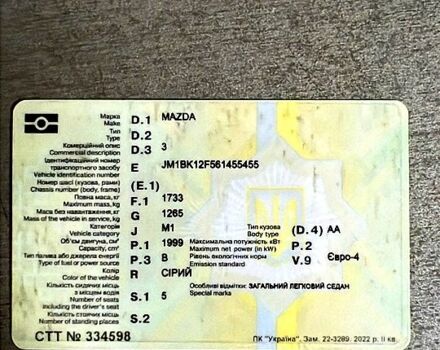 Марка
Make D.1 MAZDA
Тип
Type D.2
Комерційний опис
Commercial description D.3 3
Ідентифікаційний номер
транспортного засобу E JM1BK12F561455455
Vehicle identification number
Номер шасі (кузова, рами)
Chassis number (body, frame) (E.1)
Повна маса, кг
Maximum mass, kg F.1 1733
Маса без навантаження, кг
Mass of the vehicle in service, kg G 1265
Категорія
Vehicle category J M1 Тип кузова
Body type (D.4) AA
Об'єм двигуна, см³
Capacity, cm³ P.1 1999 Максимальна потужність кВт
Maximum net power (in kW) P.2
Тип палива або джерела енергії
Type of fuel or power source P.3 B Рівень екологічних норм
Emission standard V.9 Євро-4
Колір
Color of the vehicle R СІРИЙ
Кількість сидячих місць
з місцем водія
Number of seats
including the driver's seat S.1 5 Особливі відмітки: ЗАГАЛЬНИЙ ЛЕГКОВИЙ СЕДАН
Special marks
Кількість стоячих місць
Number of standing places S.2
СТТ № 334598
ПК "Україна". Зам. 22-3289. 2022 р. II кв.